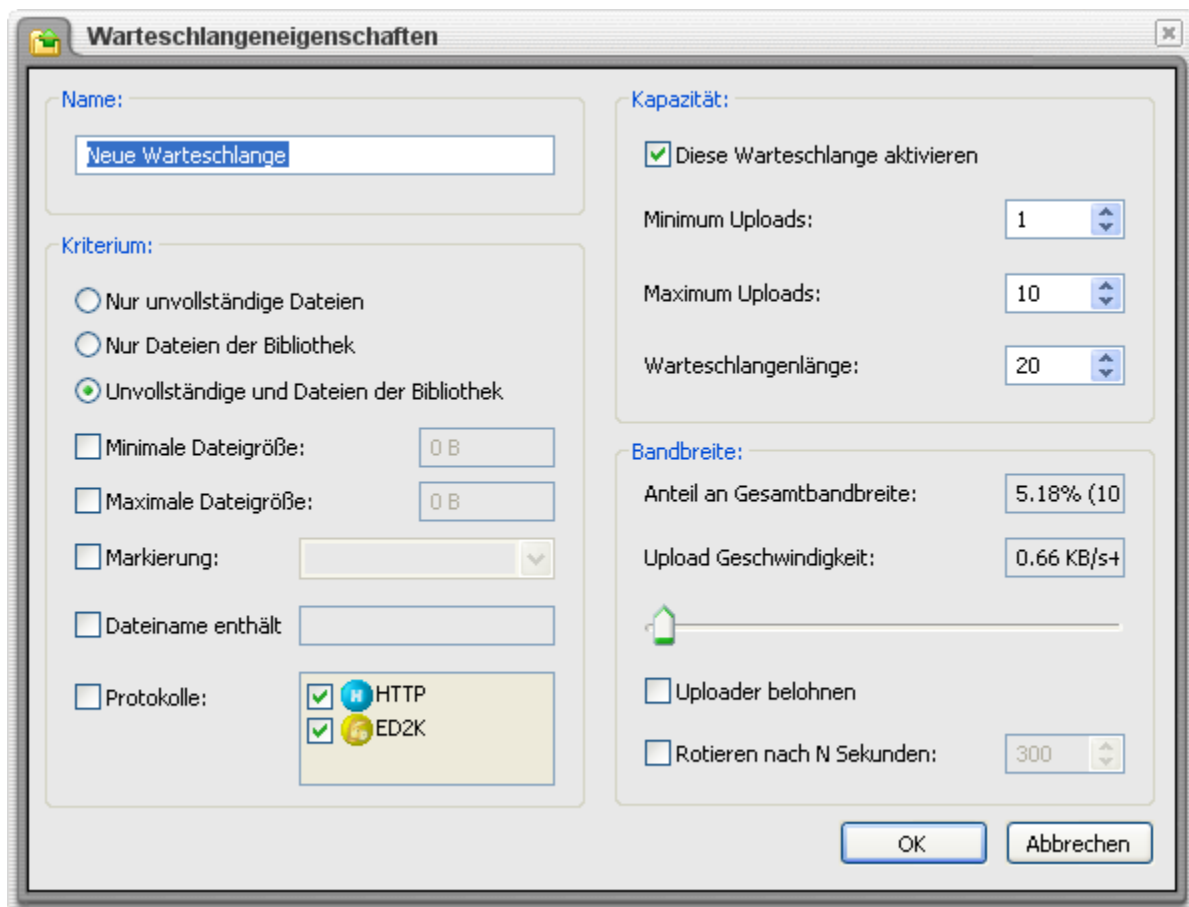 Warteschlangeneigenschaften
Name:
Neue Warteschlange
Kriterium:
Nur unvollständige Dateien
Nur Dateien der Bibliothek
Unvollständige und Dateien der Bibliothek
Minimale Dateigröße: 0 B
Maximale Dateigröße: 0 B
Markierung:
Dateiname enthält
Protokolle:
HTTP
ED2K
Kapazität:
Diese Warteschlange aktivieren
Minimum Uploads: 1
Maximum Uploads: 10
Warteschlangenlänge: 20
Bandbreite:
Anteil an Gesamtbandbreite: 5.18% (10
Upload Geschwindigkeit: 0.66 KB/s+
Uploader belohnen
Rotieren nach N Sekunden: 300
OK Abbrechen